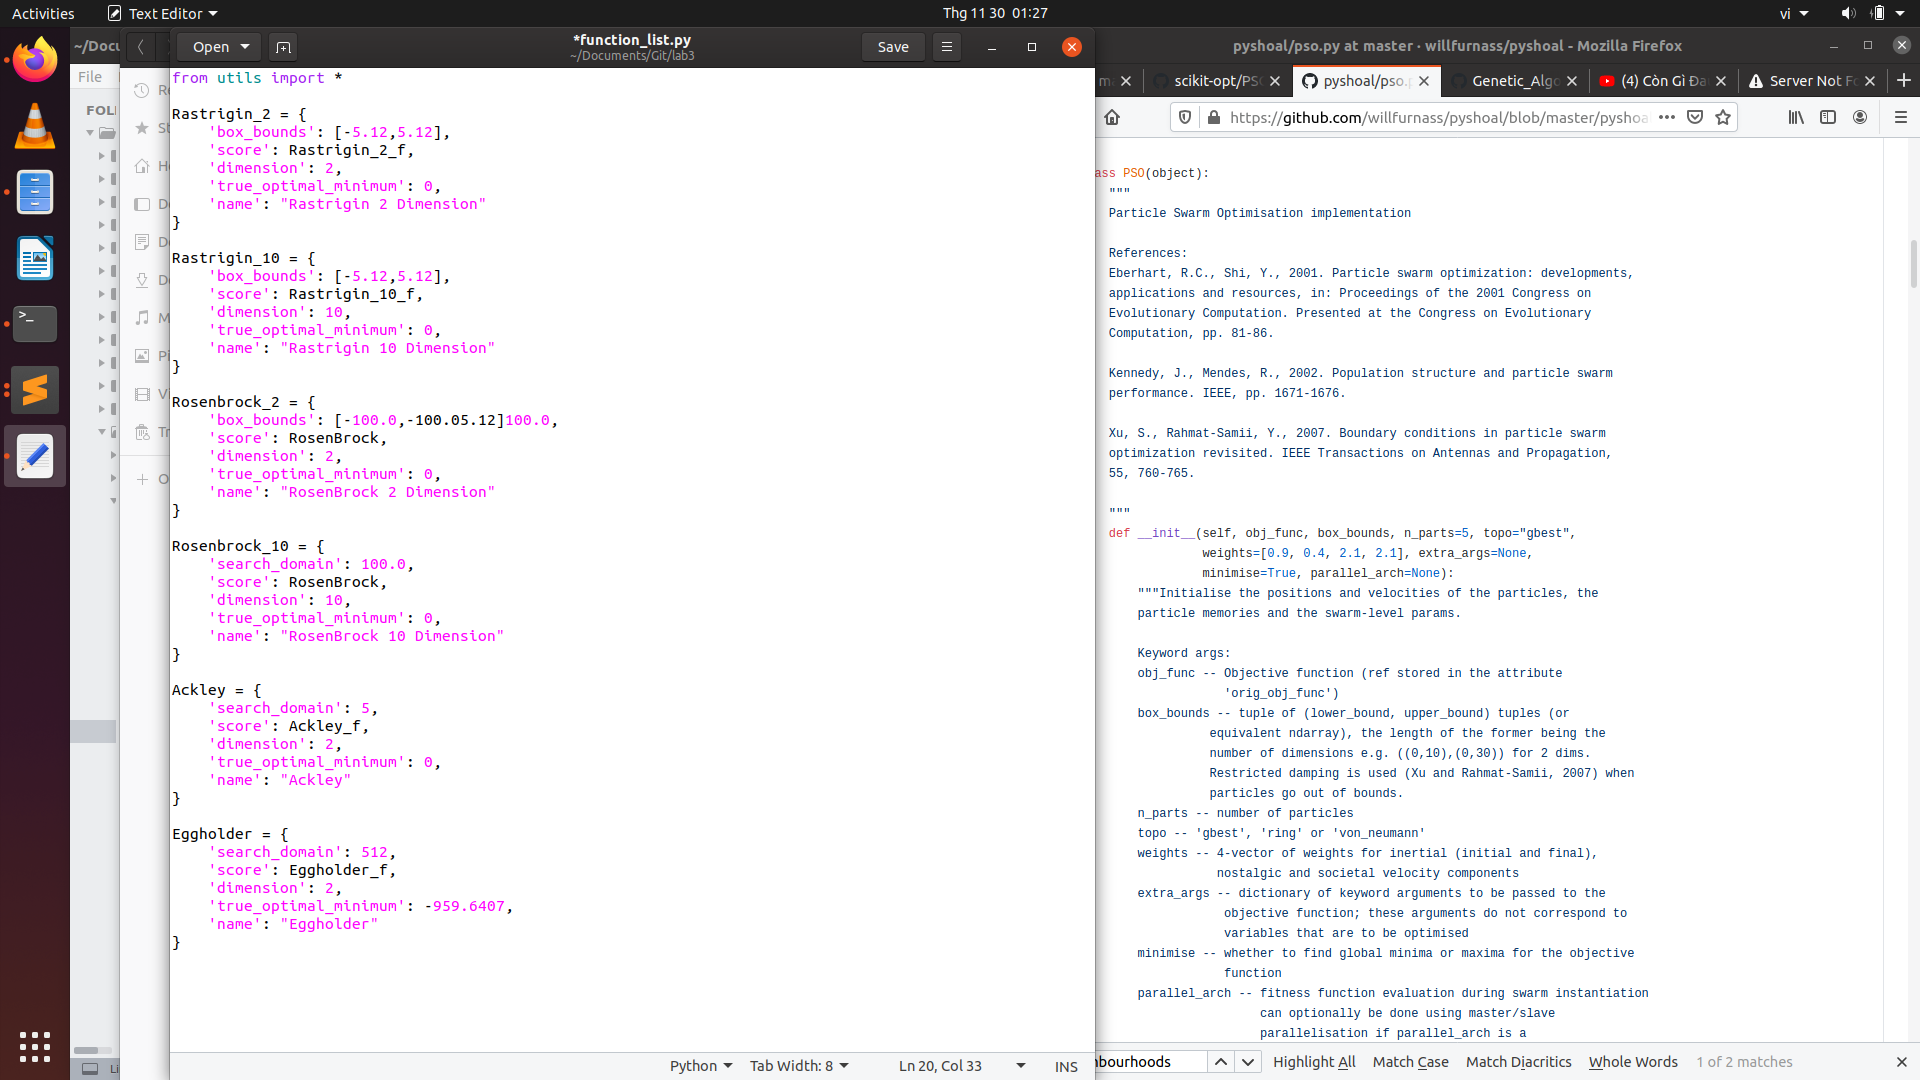 Activities
Text Editor
Thg 11 30 01:27
vi
~/Docu
File
FOL
Open
*function_list.py
~/Documents/Git/lab3
Save
from utils import *
Rastrigin_2 = {
'box_bounds': [-5.12,5.12],
'score': Rastrigin_2_f,
'dimension': 2,
'true_optimal_minimum': 0,
'name': "Rastrigin 2 Dimension"
}
Rastrigin_10 = {
'box_bounds': [-5.12,5.12],
'score': Rastrigin_10_f,
'dimension': 10,
'true_optimal_minimum': 0,
'name': "Rastrigin 10 Dimension"
}
Rosenbrock_2 = {
'box_bounds': [-100.0,-100.05.12]100.0,
'score': RosenBrock,
'dimension': 2,
'true_optimal_minimum': 0,
'name': "RosenBrock 2 Dimension"
}
Rosenbrock_10 = {
'search_domain': 100.0,
'score': RosenBrock,
'dimension': 10,
'true_optimal_minimum': 0,
'name': "RosenBrock 10 Dimension"
}
Ackley = {
'search_domain': 5,
'score': Ackley_f,
'dimension': 2,
'true_optimal_minimum': 0,
'name': "Ackley"
}
Eggholder = {
'search_domain': 512,
'score': Eggholder_f,
'dimension': 2,
'true_optimal_minimum': -959.6407,
'name': "Eggholder"
}
Python
Tab Width: 8
Ln 20, Col 33
INS
pyshoal/pso.py at master · willfurnass/pyshoal - Mozilla Firefox
scikit-opt/PSO
pyshoal/pso.p
Genetic_Algo
(4) Còn Gì Đa
Server Not Fo
https://github.com/willfurnass/pyshoal/blob/master/pyshoa
ass PSO(object):
"""
Particle Swarm Optimisation implementation
References:
Eberhart, R.C., Shi, Y., 2001. Particle swarm optimization: developments,
applications and resources, in: Proceedings of the 2001 Congress on
Evolutionary Computation. Presented at the Congress on Evolutionary
Computation, pp. 81-86.
Kennedy, J., Mendes, R., 2002. Population structure and particle swarm
performance. IEEE, pp. 1671-1676.
Xu, S., Rahmat-Samii, Y., 2007. Boundary conditions in particle swarm
optimization revisited. IEEE Transactions on Antennas and Propagation,
55, 760-765.
"""
def __init__(self, obj_func, box_bounds, n_parts=5, topo="gbest",
weights=[0.9, 0.4, 2.1, 2.1], extra_args=None,
minimise=True, parallel_arch=None):
"""Initialise the positions and velocities of the particles, the
particle memories and the swarm-level params.
Keyword args:
obj_func -- Objective function (ref stored in the attribute
'orig_obj_func')
box_bounds -- tuple of (lower_bound, upper_bound) tuples (or
equivalent ndarray), the length of the former being the
number of dimensions e.g. ((0,10),(0,30)) for 2 dims.
Restricted damping is used (Xu and Rahmat-Samii, 2007) when
particles go out of bounds.
n_parts -- number of particles
topo -- 'gbest', 'ring' or 'von_neumann'
weights -- 4-vector of weights for inertial (initial and final),
nostalgic and societal velocity components
extra_args -- dictionary of keyword arguments to be passed to the
objective function; these arguments do not correspond to
variables that are to be optimised
minimise -- whether to find global minima or maxima for the objective
function
parallel_arch -- fitness function evaluation during swarm instantiation
can optionally be done using master/slave
parallelisation if parallel_arch is a
bourhoods
Highlight All
Match Case
Match Diacritics
Whole Words
1 of 2 matches